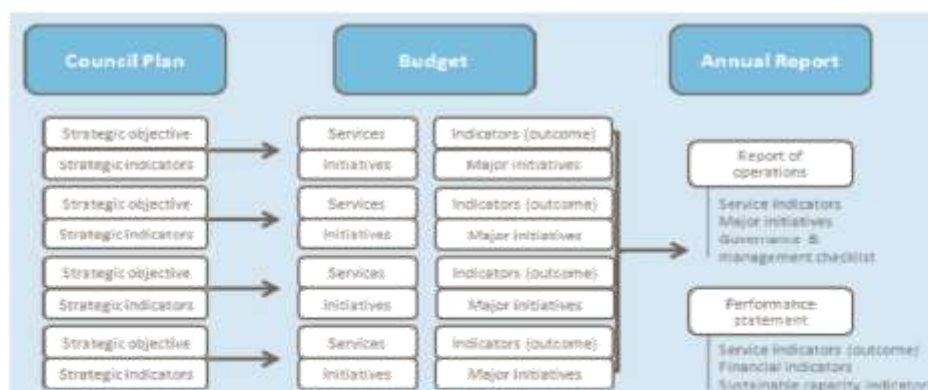 Council Plan
Budget
Annual Report
Strategic objective
Strategic indicators
Services
Initiatives
Indicators (outcome)
Major initiatives
Strategic objective
Strategic indicators
Services
Initiatives
Indicators (outcome)
Major initiatives
Strategic objective
Strategic indicators
Services
Initiatives
Indicators (outcome)
Major initiatives
Strategic objective
Strategic indicators
Services
Initiatives
Indicators (outcome)
Major initiatives
Report of
operations
Service indicators
Major initiatives
Governance &
management checklist
Performance
statement
Service indicators (outcome)
Financial indicators
Sustainable capacity indicator